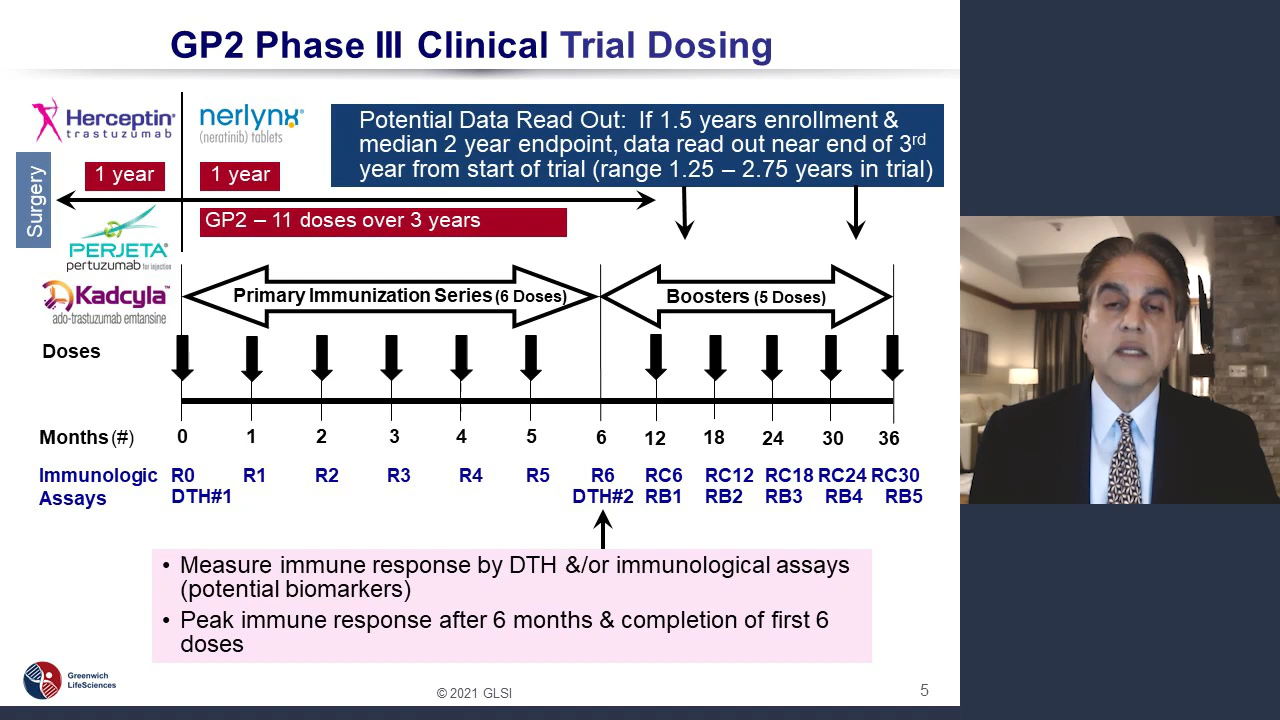 GP2 Phase III Clinical Trial Dosing
Herceptin®
trastuzumab
nerlynx®
(neratinib) tablets
Potential Data Read Out: If 1.5 years enrollment &
median 2 year endpoint, data read out near end of 3rd
year from start of trial (range 1.25 – 2.75 years in trial)
Surgery
1 year
1 year
GP2 – 11 doses over 3 years
PERJETA®
pertuzumab for injection
Kadcyla™
ado-trastuzumab emtansine
Primary Immunization Series (6 Doses)
Boosters (5 Doses)
Doses
Months (#) 0 1 2 3 4 5 6 12 18 24 30 36
Immunologic R0 R1 R2 R3 R4 R5 R6 RC6 RC12 RC18 RC24 RC30
Assays DTH#1 DTH#2 RB1 RB2 RB3 RB4 RB5
• Measure immune response by DTH &/or immunological assays
(potential biomarkers)
• Peak immune response after 6 months & completion of first 6
doses
Greenwich
LifeSciences
© 2021 GLSI
5